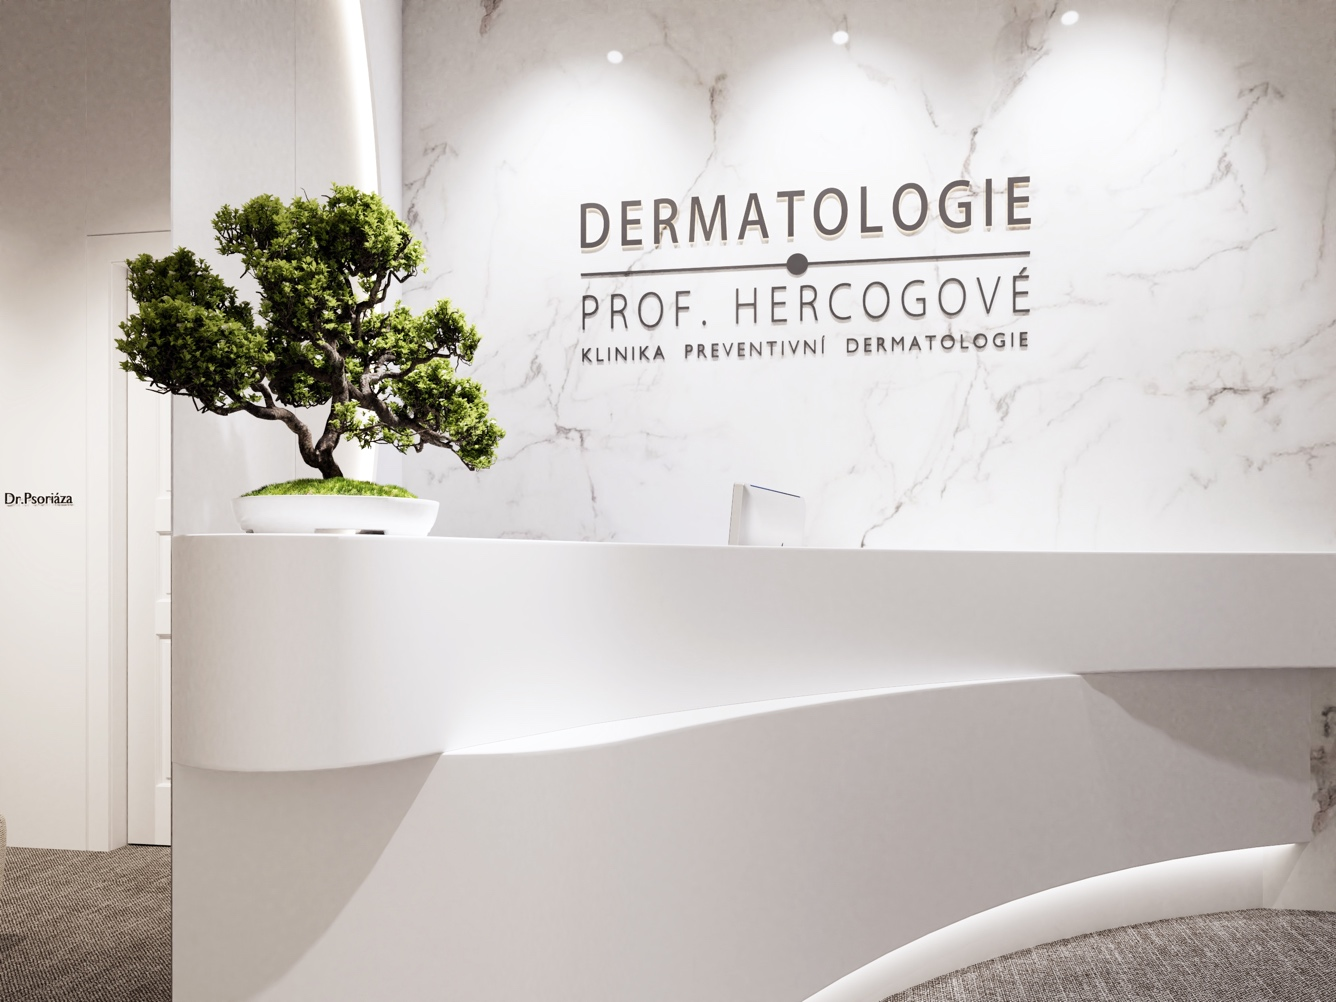 DERMATOLOGIE
PROF. HERCOGOVÉ
KLINIKA PREVENTIVNÍ DERMATOLOGIE
Dr.Psoriáza